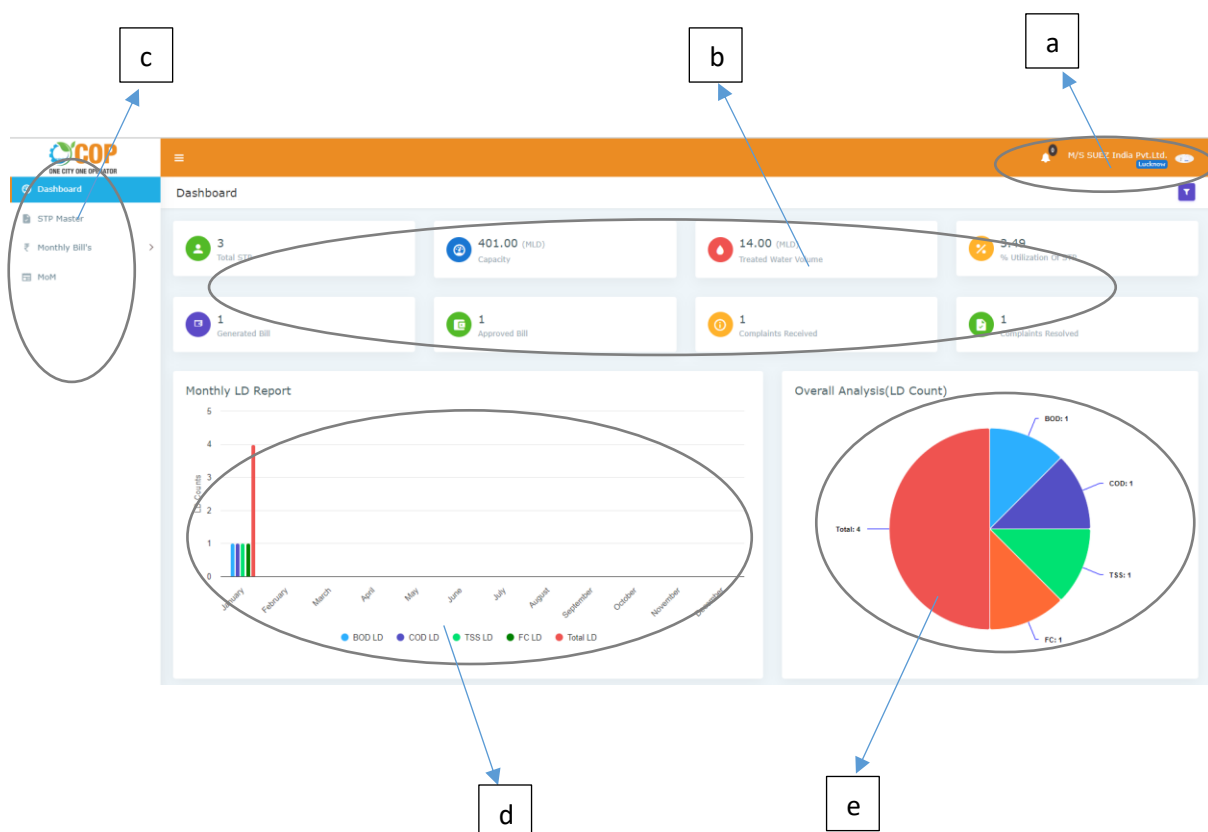 c
b
a
COP
ONE CITY ONE OPERATOR
M/S SUEZ India Pvt.Ltd.
Lucknow
Dashboard
STP Master
₹ Monthly Bill's
MoM
Dashboard
3
Total STP
401.00 (MLD)
Capacity
14.00 (MLD)
Treated Water Volume
3.49
% Utilization Of STP
1
Generated Bill
1
Approved Bill
1
Complaints Received
1
Complaints Resolved
Monthly LD Report
5
4
3
2
1
0
LD Counts
January
February
March
April
May
June
July
August
September
October
November
December
BOD LD
COD LD
TSS LD
FC LD
Total LD
Overall Analysis(LD Count)
BOD: 1
COD: 1
TSS: 1
FC: 1
Total: 4
d
e